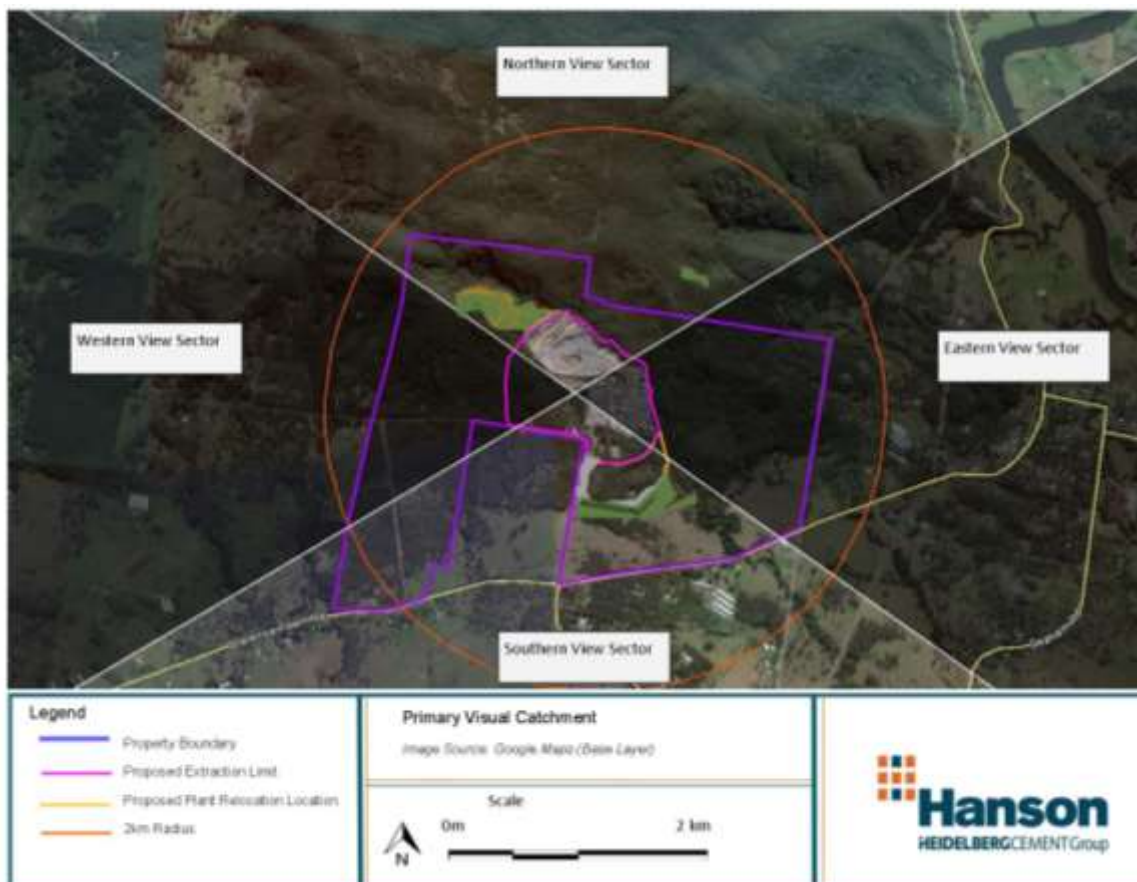 Northern View Sector
Western View Sector
Eastern View Sector
Southern View Sector
Legend
Property Boundary
Proposed Extraction Limit
Proposed Plant Relocation Location
2km Radius
Primary Visual Catchment
Image Source: Google Maps (Base Layer)
Scale
0m 2 km
N
Hanson
HEIDELBERGCEMENTGroup